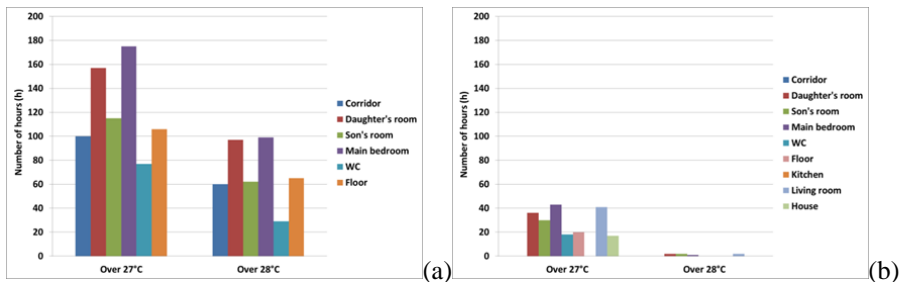 200
180
160
140
120
100
80
60
40
20
0
Number of hours (h)
Over 27°C
Over 28°C
Corridor
Daughter's room
Son's room
Main bedroom
WC
Floor
(a)
200
180
160
140
120
100
80
60
40
20
0
Number of hours (h)
Over 27°C
Over 28°C
Corridor
Daughter's room
Son's room
Main bedroom
WC
Floor
Kitchen
Living room
House
(b)